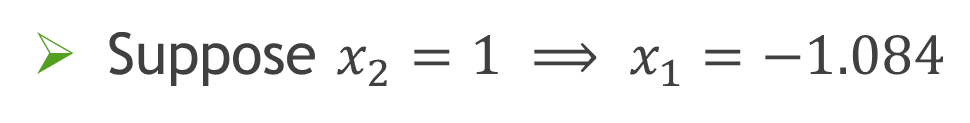 ➢ Suppose x₂ = 1 ⟹ x₁ = −1.084